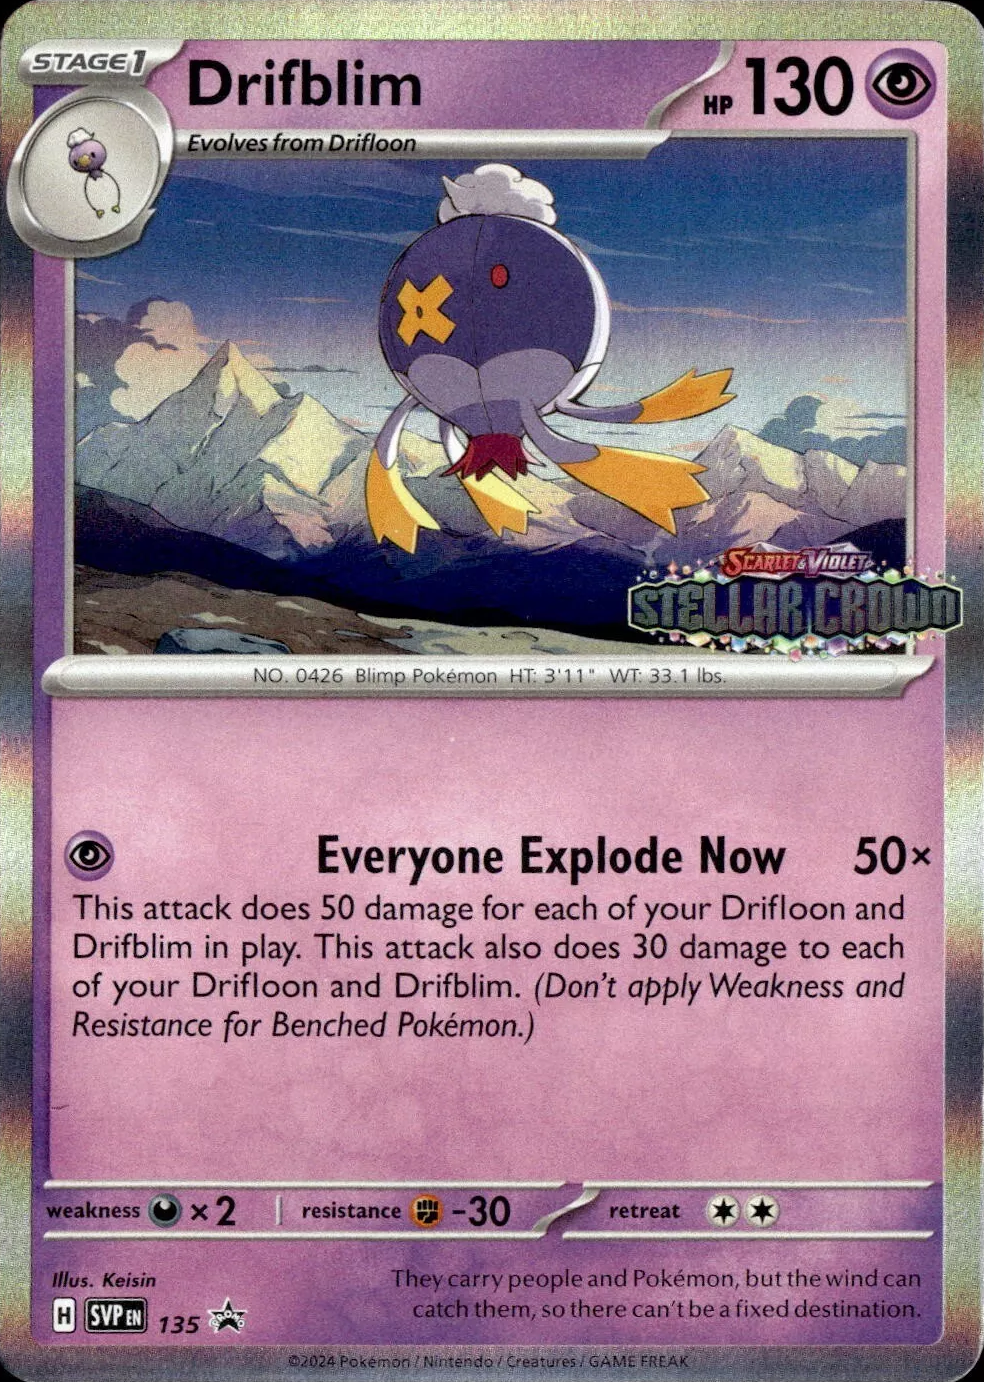 STAGE1
Drifblim
HP 130
Evolves from Drifloon
SCARLET & VIOLET
STELLAR CROWN
NO. 0426 Blimp Pokémon HT: 3'11" WT: 33.1 lbs.
Everyone Explode Now 50×
This attack does 50 damage for each of your Drifloon and
Drifblim in play. This attack also does 30 damage to each
of your Drifloon and Drifblim. (Don't apply Weakness and
Resistance for Benched Pokémon.)
weakness ×2 resistance -30 retreat
Illus. Keisin
They carry people and Pokémon, but the wind can
catch them, so there can't be a fixed destination.
H SVP EN 135 PROMO
©2024 Pokémon / Nintendo / Creatures / GAME FREAK